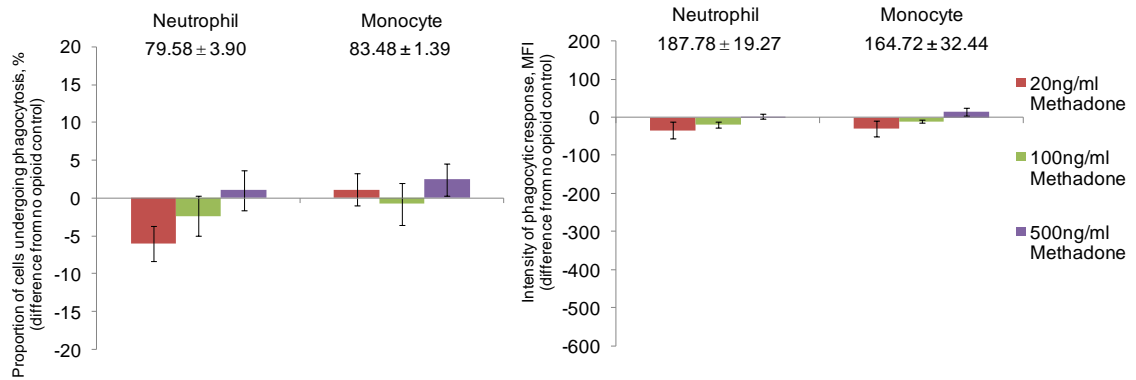 Neutrophil
Monocyte
79.58 ± 3.90
83.48 ± 1.39
Proportion of cells undergoing phagocytosis, %
(difference from no opioid control)
20
15
10
5
0
-5
-10
-15
-20
Neutrophil
Monocyte
187.78 ± 19.27
164.72 ± 32.44
Intensity of phagocytic response, MFI
(difference from no opioid control)
200
100
0
-100
-200
-300
-400
-500
-600
20ng/ml
Methadone
100ng/ml
Methadone
500ng/ml
Methadone